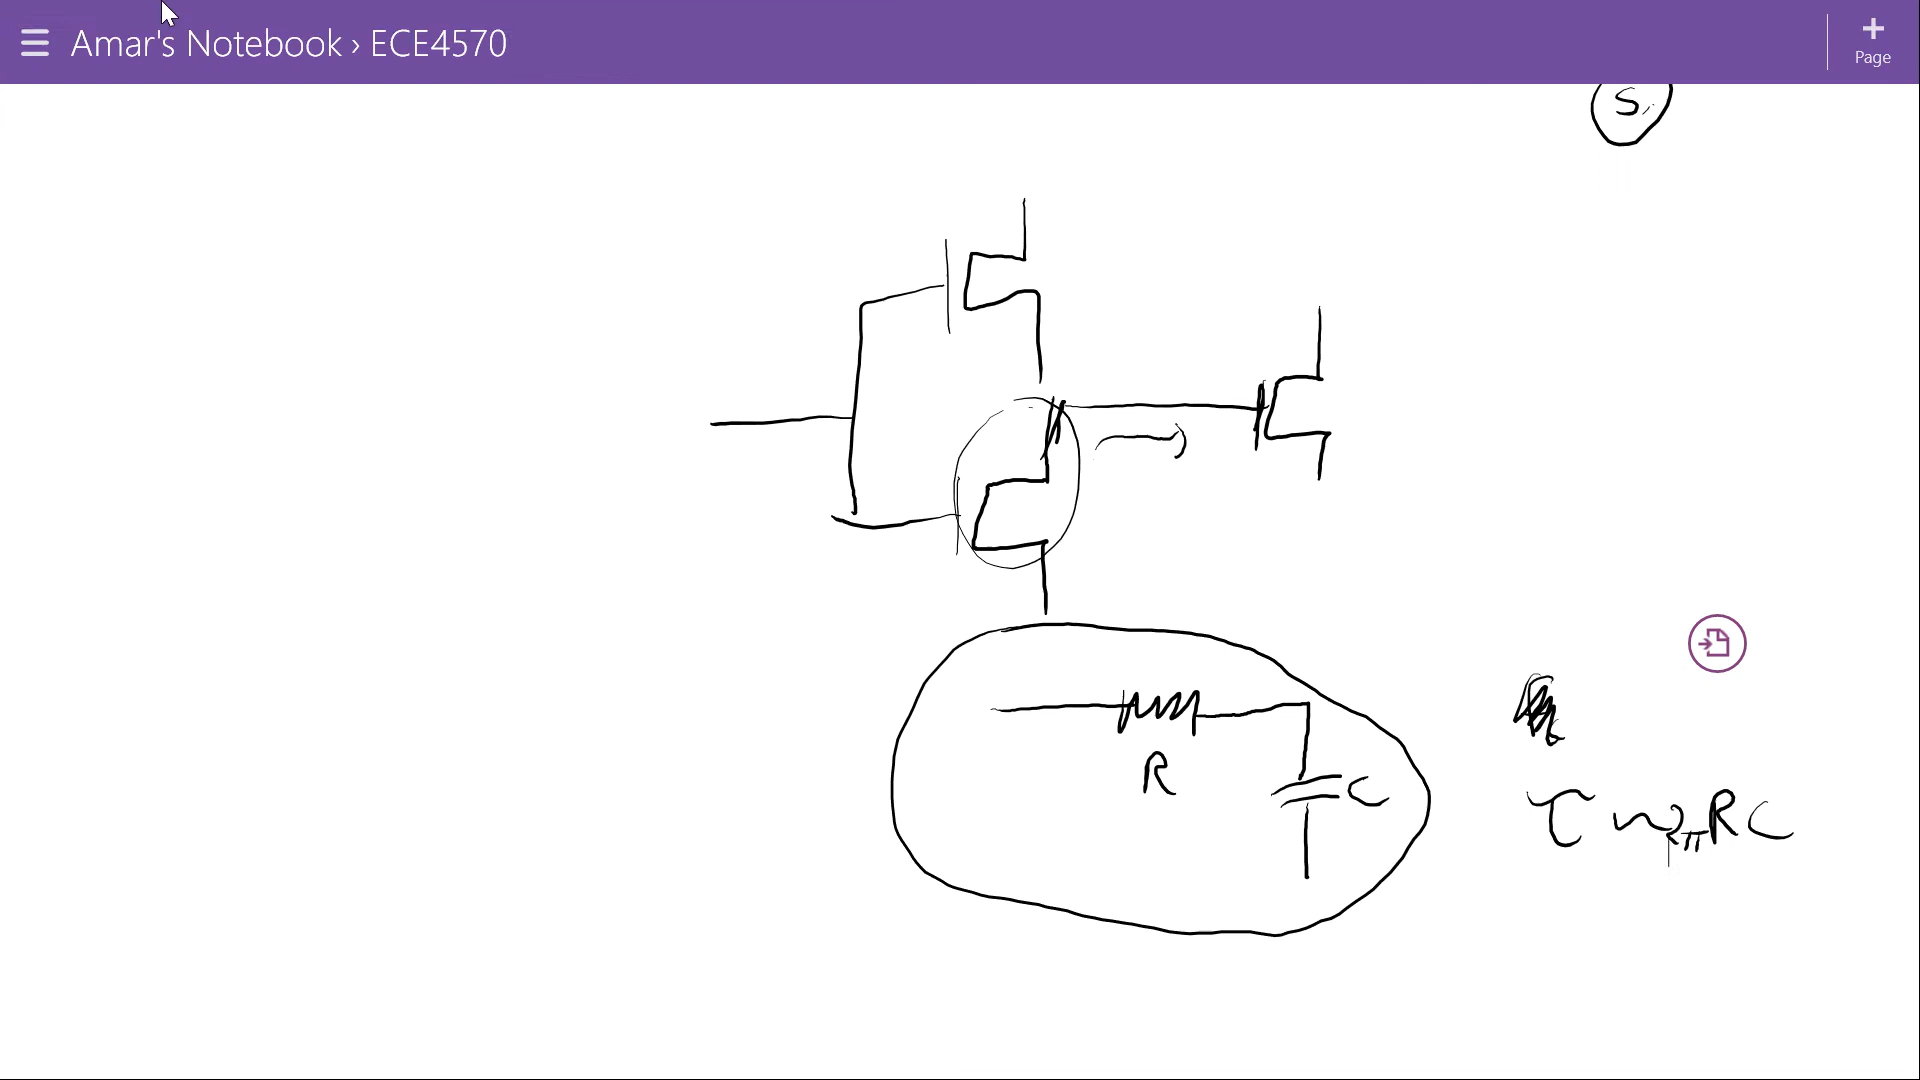 Amar's Notebook › ECE4570
Page
S
R
C
τ ~ 2π RC